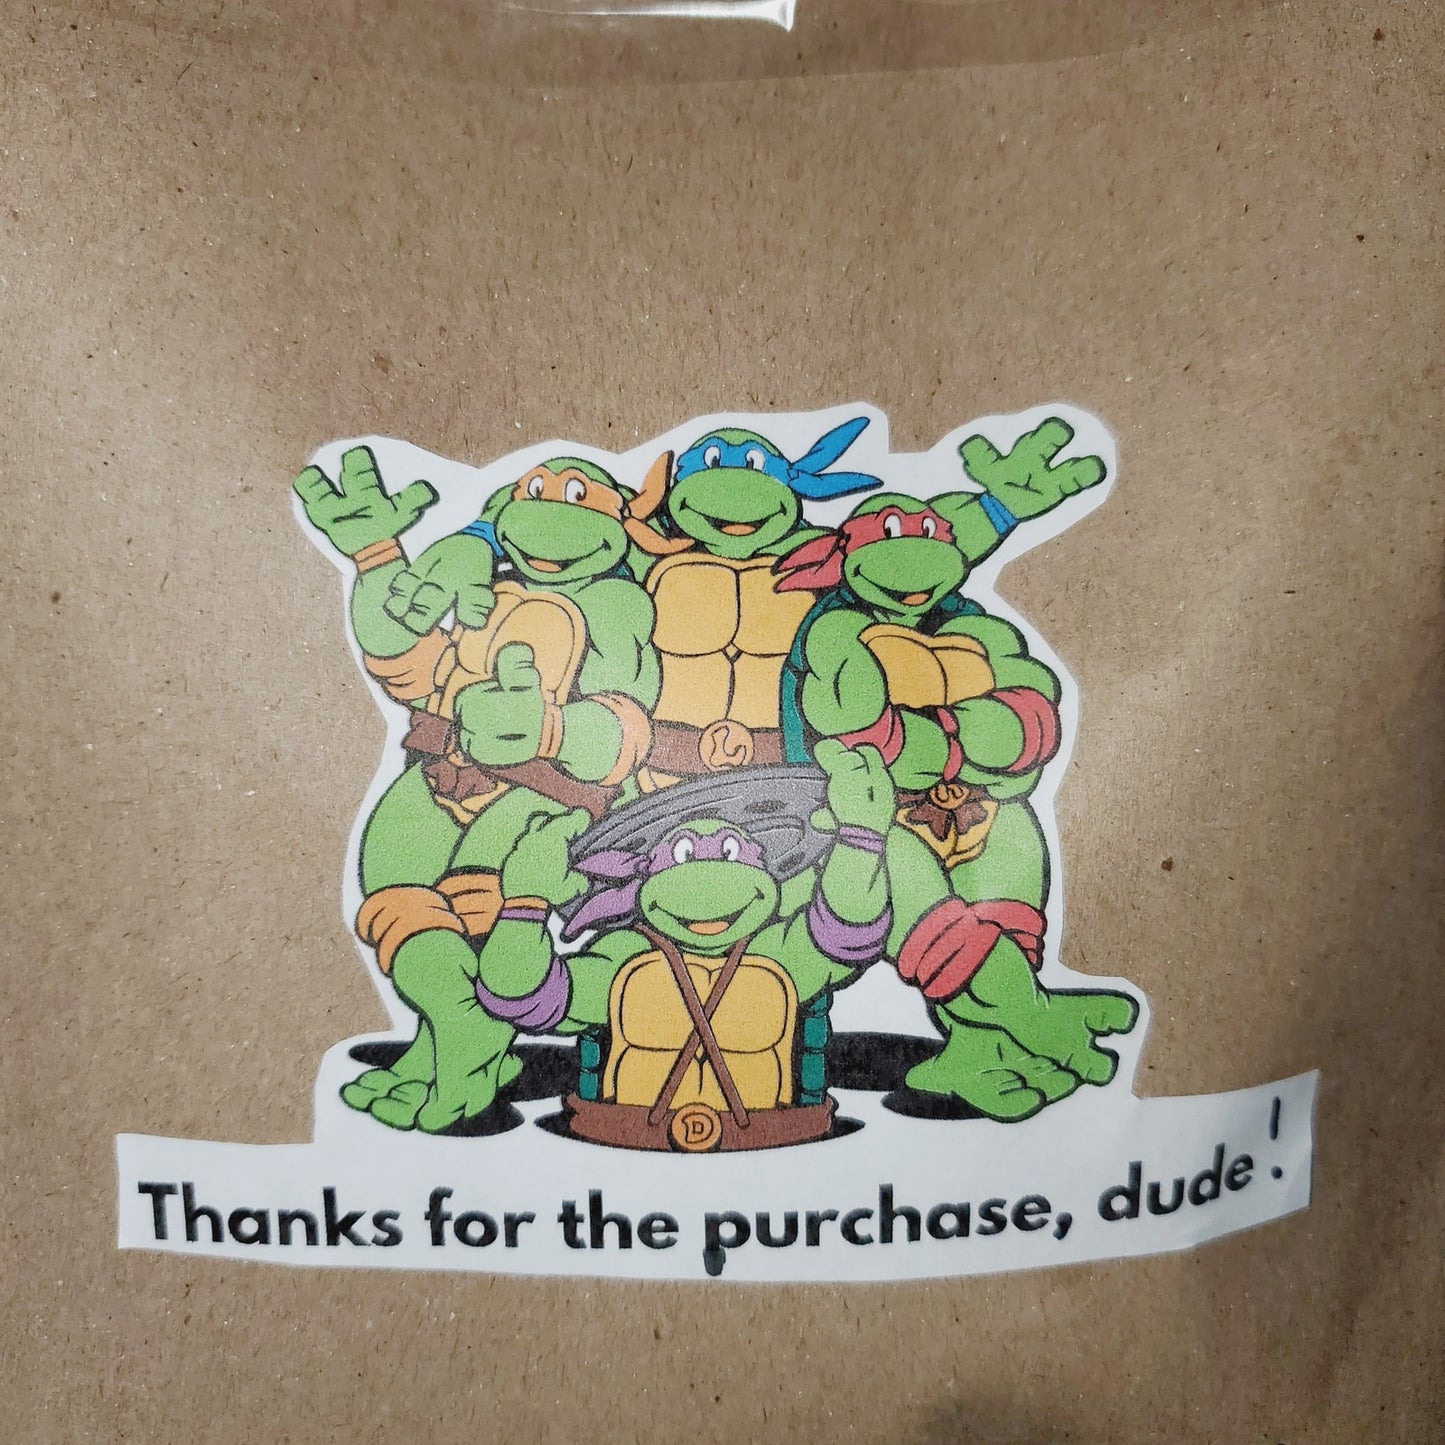 L
S
D
Thanks for the purchase, dude!